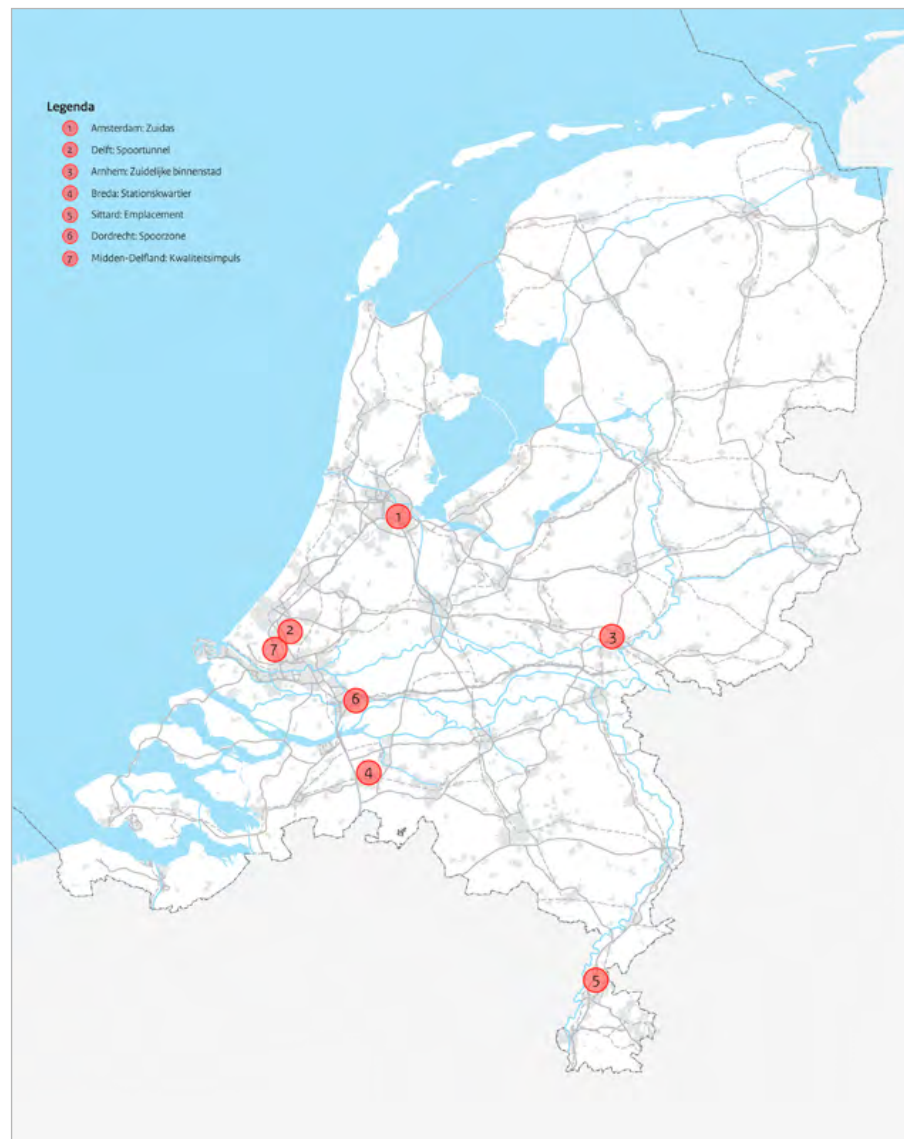 Legenda
1 Amsterdam: Zuidas
2 Delft: Spoortunnel
3 Arnhem: Zuidelijke binnenstad
4 Breda: Stationskwartier
5 Sittard: Emplacement
6 Dordrecht: Spoorzone
7 Midden-Delfland: Kwaliteitsimpuls
1
2
3
7
6
4
5